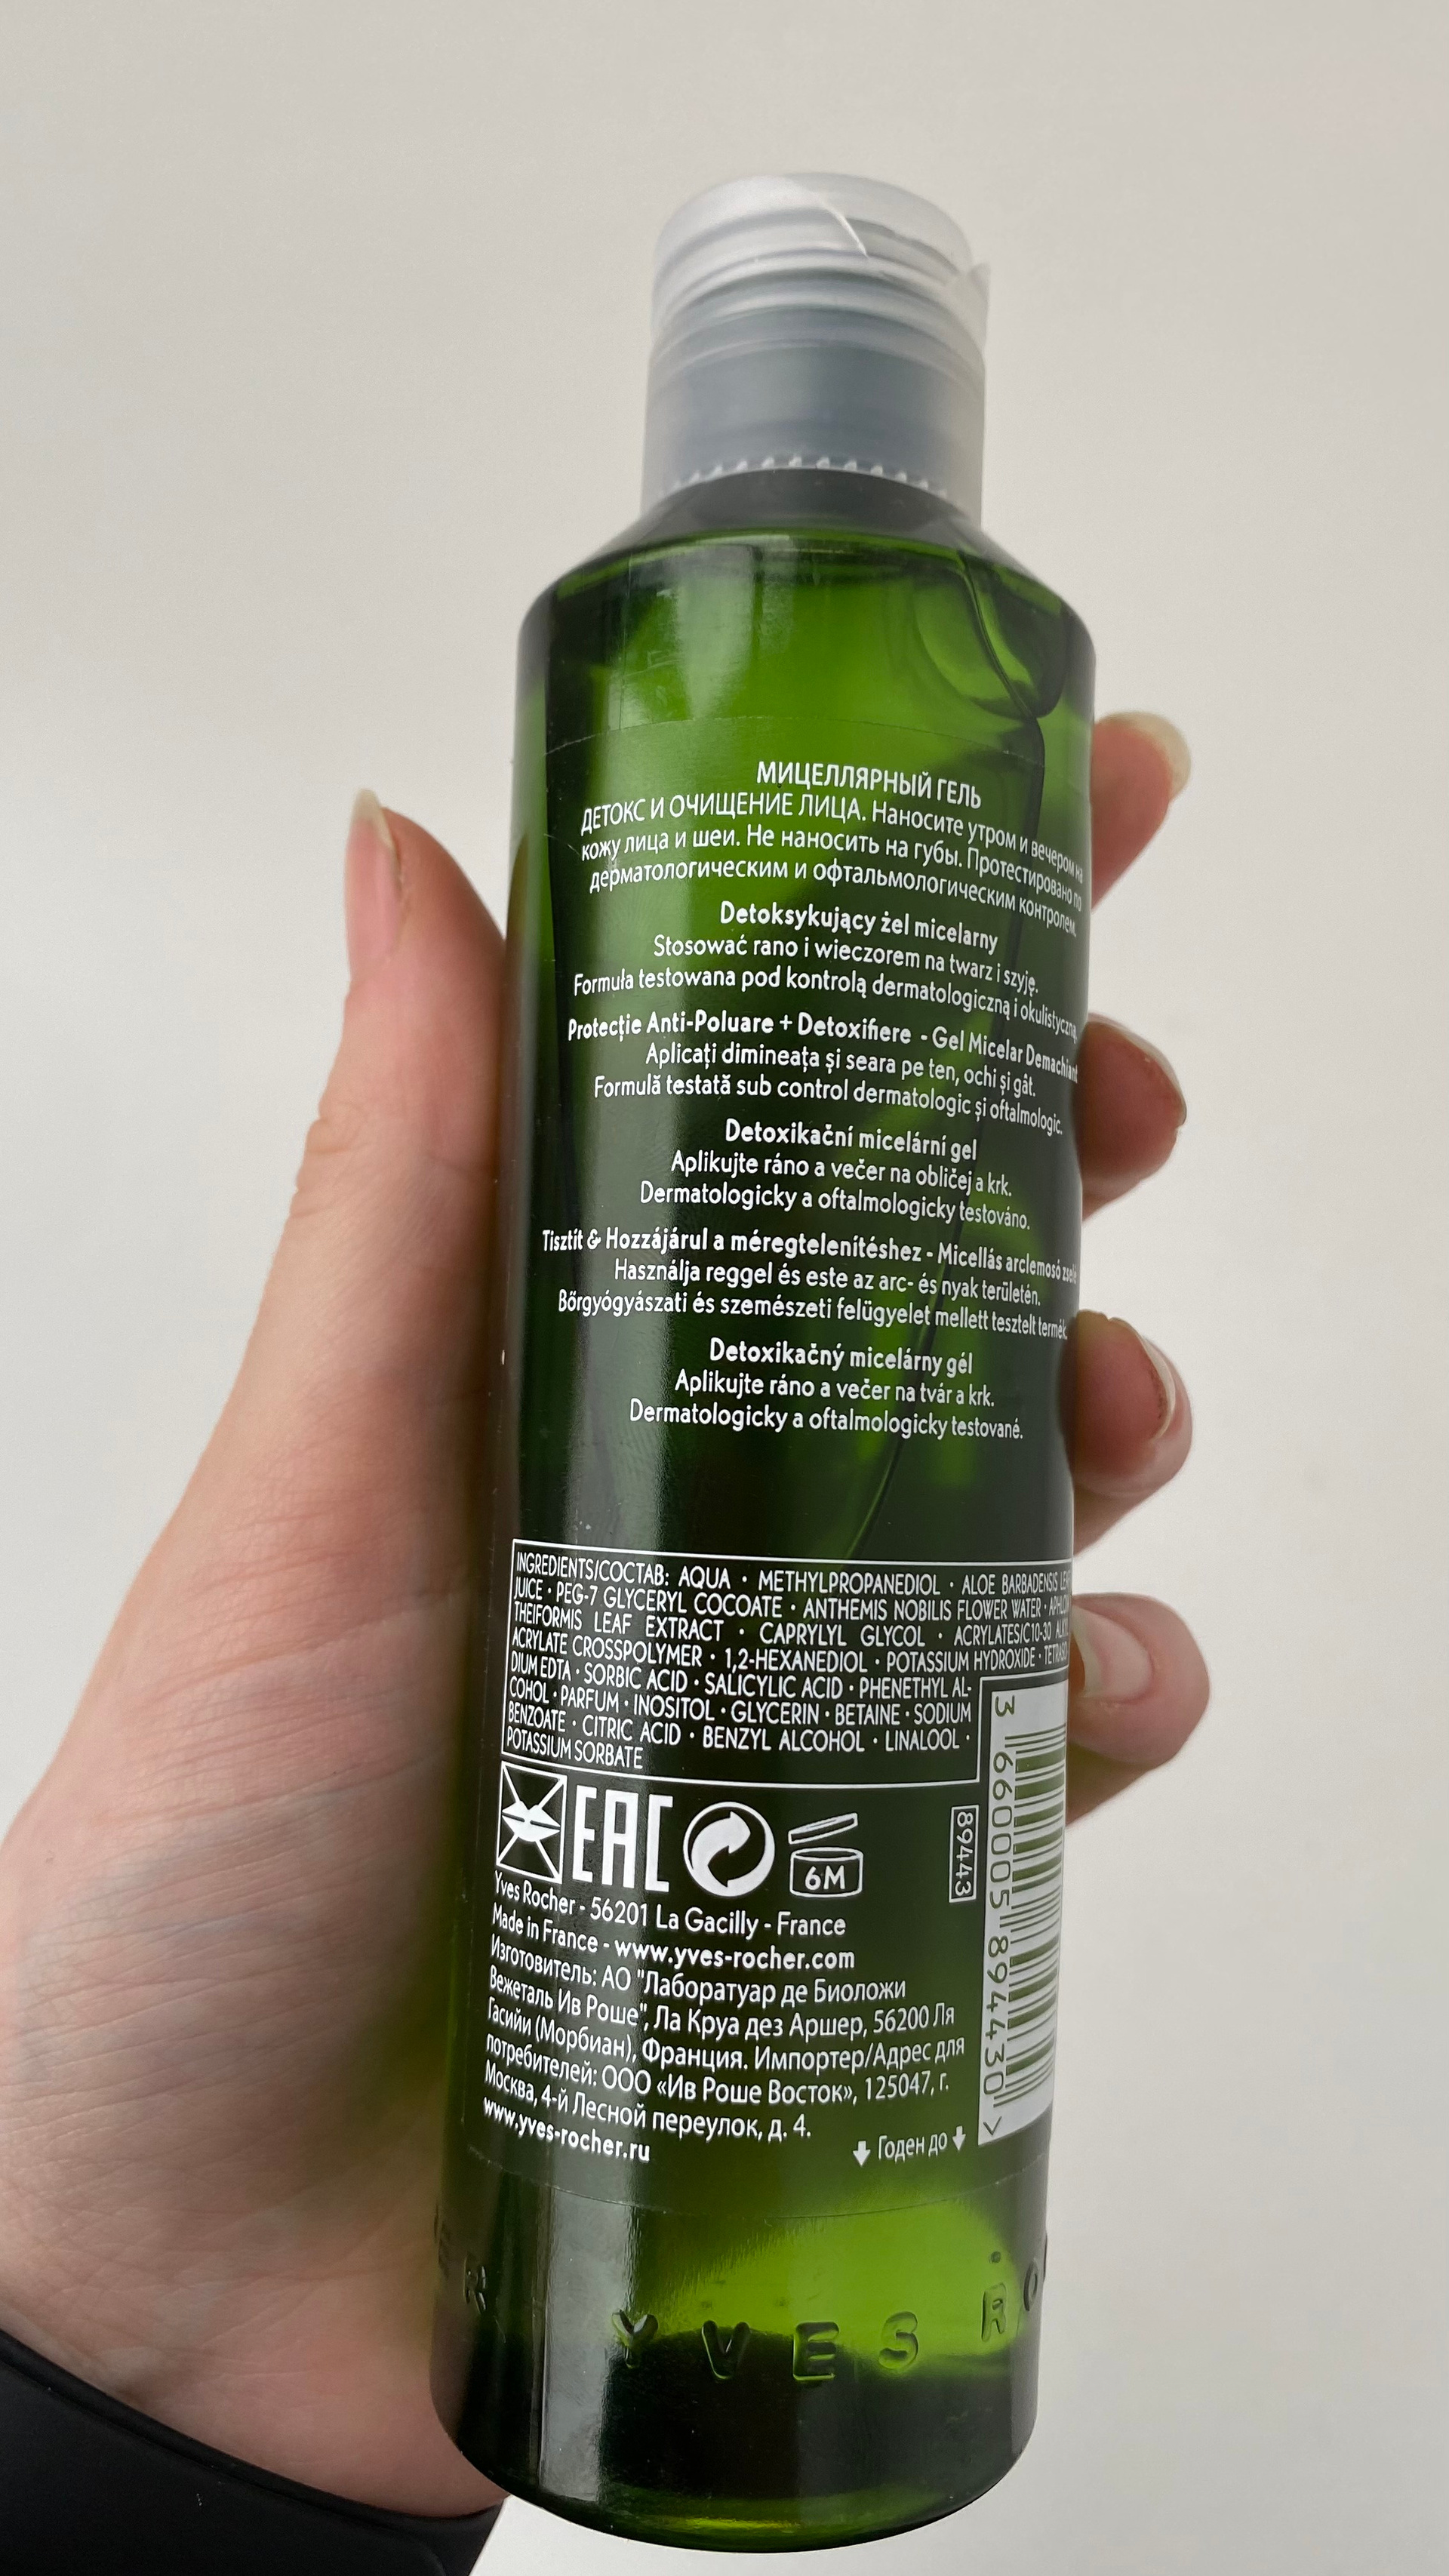 МИЦЕЛЛЯРНЫЙ ГЕЛЬ
ДЕТОКС И ОЧИЩЕНИЕ ЛИЦА. Наносите утром и вечером на
кожу лица и шеи. Не наносить на губы. Протестировано по
дерматологическим и офтальмологическим контролем.
Detoksykujący żel micelarny
Stosować rano i wieczorem na twarz i szyję.
Formuła testowana pod kontrolą dermatologiczną i okulistyczną.
Protecție Anti-Poluare + Detoxifiere - Gel Micelar Demachiant
Aplicați dimineața și seara pe ten, ochi și gât.
Formulă testată sub control dermatologic și oftalmologic.
Detoxikační micelární gel
Aplikujte ráno a večer na obličej a krk.
Dermatologicky a oftalmologicky testováno.
Tisztít & Hozzájárul a méregtelenítéshez - Micellás arclemosó zselé
Használja reggel és este az arc- és nyak területén.
Bőrgyógyászati és szemészeti felügyelet mellett tesztelt termék.
Detoxikačný micelárny gél
Aplikujte ráno a večer na tvár a krk.
Dermatologicky a oftalmologicky testované.
INGREDIENTS/СОСТАВ: AQUA • METHYLPROPANEDIOL • ALOE BARBADENSIS LEAF
JUICE • PEG-7 GLYCERYL COCOATE • ANTHEMIS NOBILIS FLOWER WATER • APHLOIA
THEIFORMIS LEAF EXTRACT • CAPRYLYL GLYCOL • ACRYLATES/C10-30 ALKYL
ACRYLATE CROSSPOLYMER • 1,2-HEXANEDIOL • POTASSIUM HYDROXIDE • TETRASO-
DIUM EDTA • SORBIC ACID • SALICYLIC ACID • PHENETHYL AL-
COHOL • PARFUM • INOSITOL • GLYCERIN • BETAINE • SODIUM
BENZOATE • CITRIC ACID • BENZYL ALCOHOL • LINALOOL •
POTASSIUM SORBATE
EAC
6M
89443
3 660005 894430 >
Yves Rocher - 56201 La Gacilly - France
Made in France - www.yves-rocher.com
Изготовитель: АО "Лаборатуар де Биоложи
Вежеталь Ив Роше", Ла Круа дез Аршер, 56200 Ля
Гасийи (Морбиан), Франция. Импортер/Адрес для
потребителей: ООО «Ив Роше Восток», 125047, г.
Москва, 4-й Лесной переулок, д. 4.
www.yves-rocher.ru
Годен до
YVES